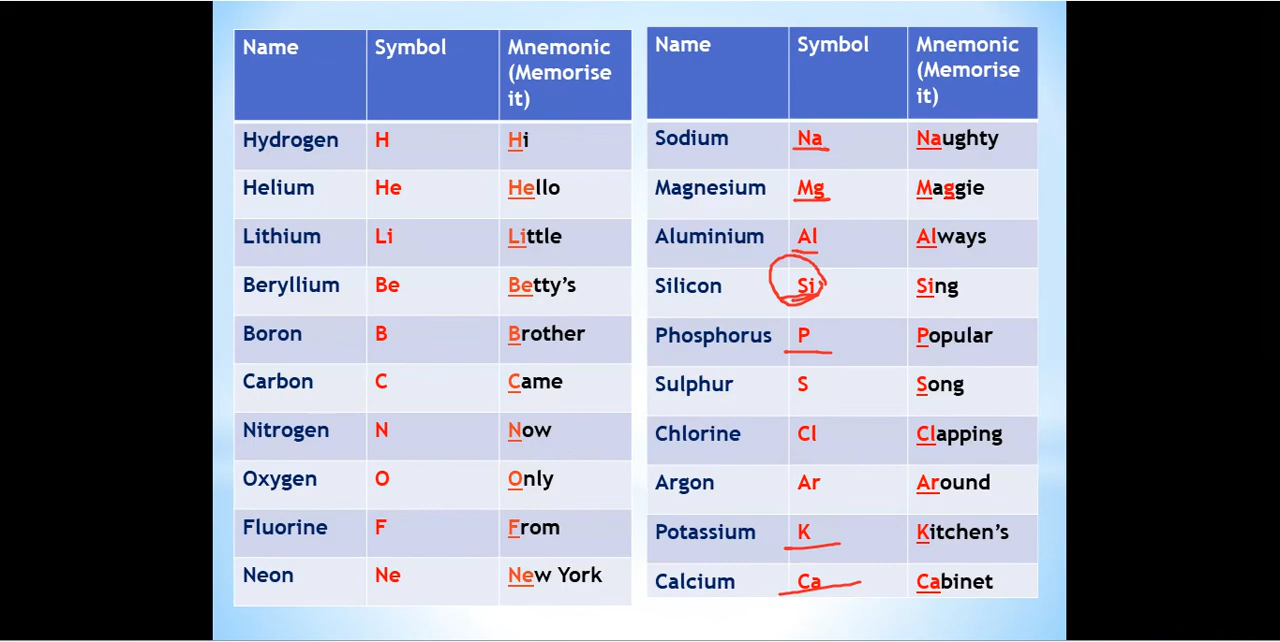 Name Symbol Mnemonic
(Memorise
it)
Hydrogen H Hi
Helium He Hello
Lithium Li Little
Beryllium Be Betty’s
Boron B Brother
Carbon C Came
Nitrogen N Now
Oxygen O Only
Fluorine F From
Neon Ne New York
Name Symbol Mnemonic
(Memorise
it)
Sodium Na Naughty
Magnesium Mg Maggie
Aluminium Al Always
Silicon Si Sing
Phosphorus P Popular
Sulphur S Song
Chlorine Cl Clapping
Argon Ar Around
Potassium K Kitchen’s
Calcium Ca Cabinet